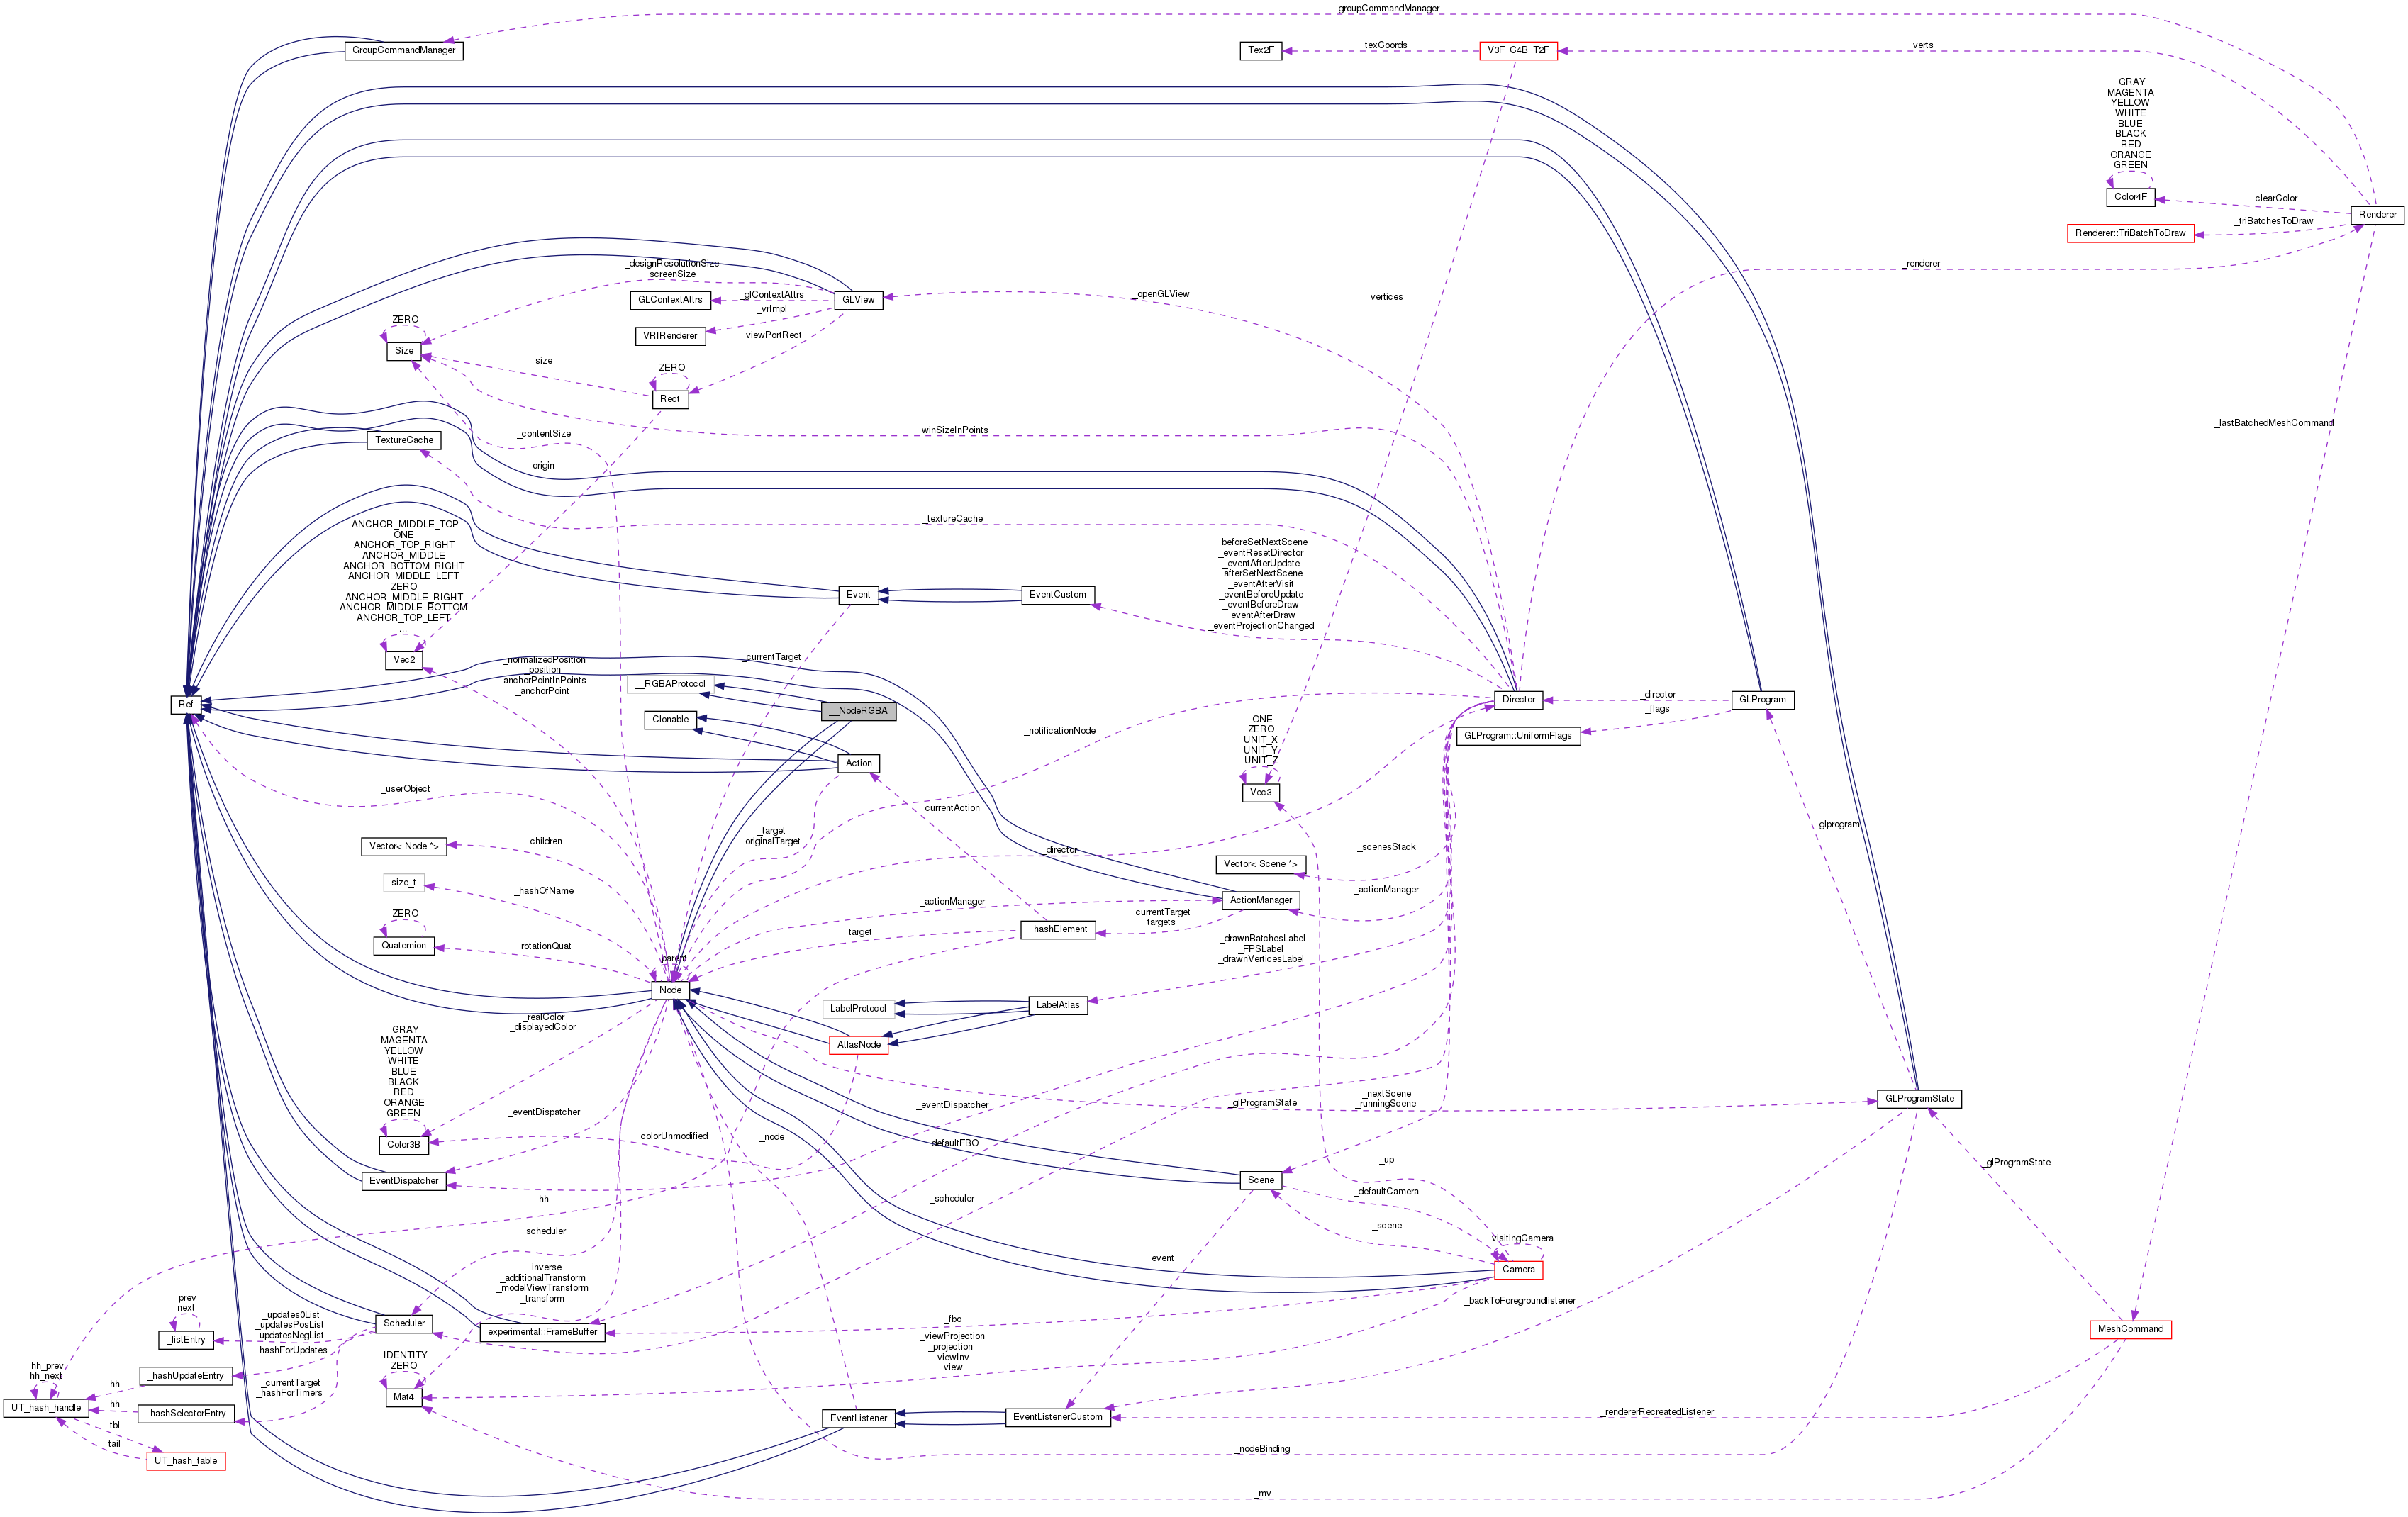 _groupCommandManager
GroupCommandManager
Tex2F
texCoords
V3F_C4B_T2F
_verts
GRAY
MAGENTA
YELLOW
WHITE
BLUE
BLACK
RED
ORANGE
GREEN
Color4F
_clearColor
Renderer
_triBatchesToDraw
Renderer::TriBatchToDraw
_designResolutionSize
_screenSize
_renderer
GLContextAttrs
_glContextAttrs
GLView
_openGLView
vertices
_vrImpl
VRIRenderer
_viewPortRect
ZERO
Size
size
ZERO
Rect
_lastBatchedMeshCommand
_contentSize
_winSizeInPoints
TextureCache
origin
_textureCache
ANCHOR_MIDDLE_TOP
ONE
ANCHOR_TOP_RIGHT
ANCHOR_MIDDLE
ANCHOR_BOTTOM_RIGHT
ANCHOR_MIDDLE_LEFT
ZERO
ANCHOR_MIDDLE_RIGHT
ANCHOR_MIDDLE_BOTTOM
ANCHOR_TOP_LEFT
...
Vec2
_beforeSetNextScene
_eventResetDirector
_eventAfterUpdate
_afterSetNextScene
_eventAfterVisit
_eventBeforeUpdate
_eventBeforeDraw
_eventAfterDraw
_eventProjectionChanged
Event
EventCustom
_normalizedPosition
_position
_anchorPointInPoints
_anchorPoint
_currentTarget
__RGBAProtocol
Ref
__NodeRGBA
Clonable
Director
_director
GLProgram
_flags
GLProgram::UniformFlags
_notificationNode
ONE
ZERO
UNIT_X
UNIT_Y
UNIT_Z
Vec3
Action
_userObject
currentAction
_glprogram
_target
_originalTarget
_director
Vector< Node *>
_children
_scenesStack
Vector< Scene *>
size_t
_hashOfName
_actionManager
_actionManager
ActionManager
ZERO
Quaternion
_rotationQuat
target
_hashElement
_currentTarget
_targets
_drawnBatchesLabel
_FPSLabel
_drawnVerticesLabel
_parent
Node
LabelProtocol
LabelAtlas
_realColor
_displayedColor
GRAY
MAGENTA
YELLOW
WHITE
BLUE
BLACK
RED
ORANGE
GREEN
Color3B
AtlasNode
_eventDispatcher
_eventDispatcher
_glProgramState
_nextScene
_runningScene
GLProgramState
_colorUnmodified
_node
_defaultFBO
EventDispatcher
_up
_glProgramState
Scene
_defaultCamera
hh
_scheduler
_scheduler
_scene
_visitingCamera
_event
Camera
_inverse
_additionalTransform
_modelViewTransform
_transform
prev
next
_listEntry
_updates0List
_updatesPosList
_updatesNegList
Scheduler
experimental::FrameBuffer
_fbo
_backToForegroundlistener
MeshCommand
_hashForUpdates
_viewProjection
_projection
_viewInv
_view
IDENTITY
ZERO
Mat4
hh_prev
hh_next
UT_hash_handle
hh
_hashUpdateEntry
_currentTarget
_hashForTimers
hh
_hashSelectorEntry
EventListener
EventListenerCustom
_rendererRecreatedListener
tbl
tail
UT_hash_table
_nodeBinding
_mv